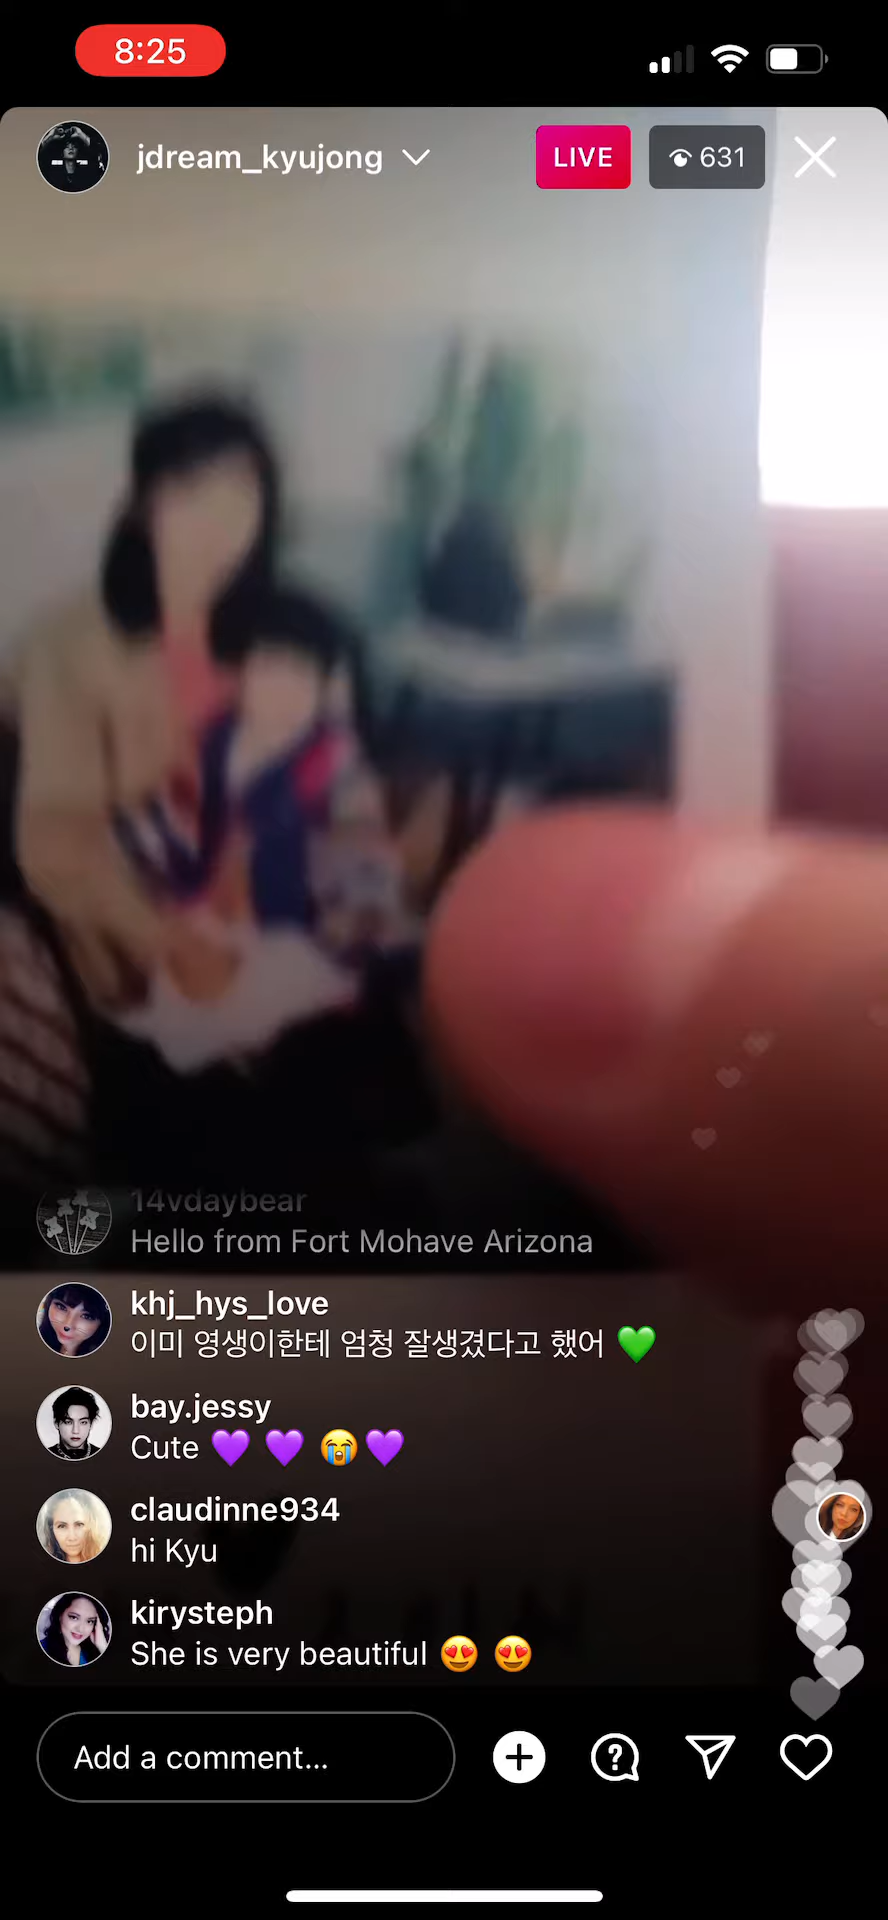 8:25
jdream_kyujong
LIVE
631
14vdaybear
Hello from Fort Mohave Arizona
khj_hys_love
이미 영생이한테 엄청 잘생겼다고 했어 💚
bay.jessy
Cute 💜 💜 😭💜
claudinne934
hi Kyu
kirysteph
She is very beautiful 😍 😍
Add a comment...